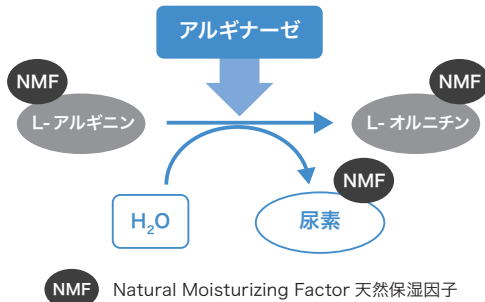 アルギナーゼ
NMF
NMF
L-アルギニン
L-オルニチン
NMF
H₂O
尿素
NMF Natural Moisturizing Factor 天然保湿因子